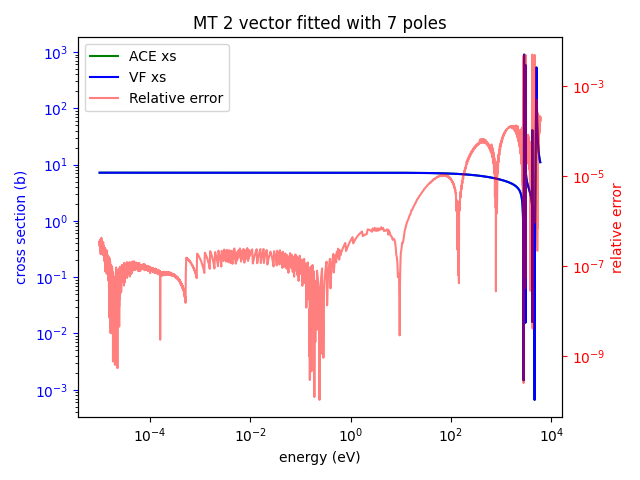 MT 2 vector fitted with 7 poles
ACE xs
VF xs
Relative error
10³
10²
10¹
10⁰
10⁻¹
10⁻²
10⁻³
cross section (b)
10⁻³
10⁻⁵
10⁻⁷
10⁻⁹
relative error
10⁻⁴
10⁻²
10⁰
10²
10⁴
energy (eV)